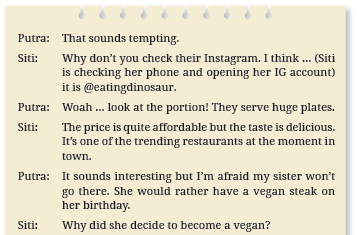 Putra: That sounds tempting.
Siti: Why don't you check their Instagram. I think ... (Siti
is checking her phone and opening her IG account)
it is @eatingdinosaur.
Putra: Woah ... look at the portion! They serve huge plates.
Siti: The price is quite affordable but the taste is delicious.
It's one of the trending restaurants at the moment in
town.
Putra: It sounds interesting but I'm afraid my sister won't
go there. She would rather have a vegan steak on
her birthday.
Siti: Why did she decide to become a vegan?